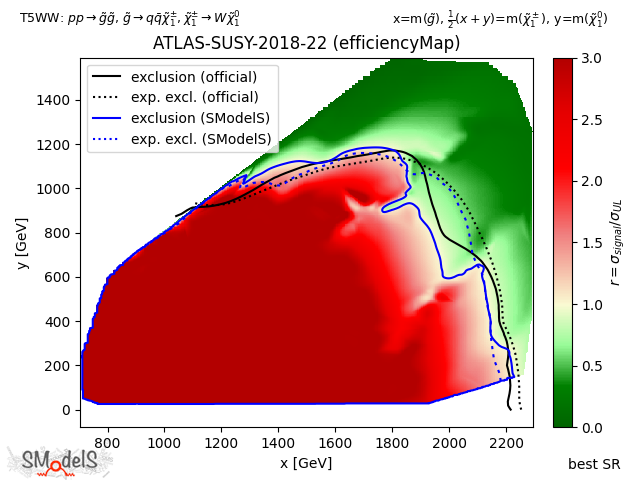 T5WW: pp → g̃g̃, g̃ → qq̄χ̃₁±, χ̃₁± → Wχ̃₁⁰
x=m(g̃), ½(x + y)=m(χ̃₁±), y=m(χ̃₁⁰)
ATLAS-SUSY-2018-22 (efficiencyMap)
exclusion (official)
exp. excl. (official)
exclusion (SModelS)
exp. excl. (SModelS)
y [GeV]
1400
1200
1000
800
600
400
200
0
800 1000 1200 1400 1600 1800 2000 2200
x [GeV]
3.0
2.5
2.0
1.5
1.0
0.5
0.0
r = σ_signal/σ_UL
SModelS
best SR